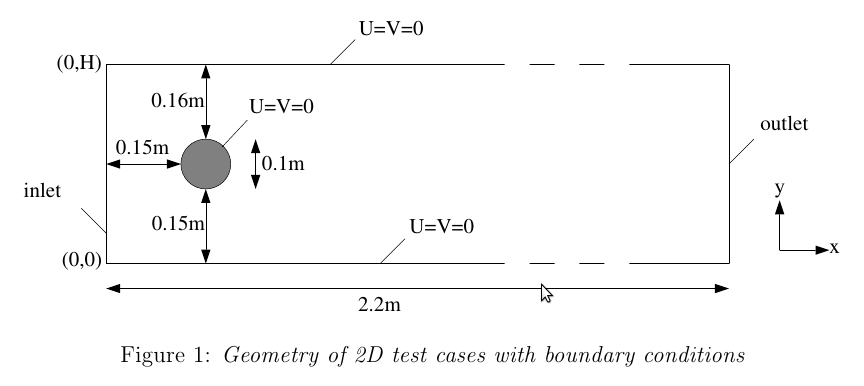 U=V=0
(0,H)
0.16m
U=V=0
outlet
0.15m
0.1m
inlet
y
0.15m
U=V=0
x
(0,0)
2.2m
Figure 1: Geometry of 2D test cases with boundary conditions